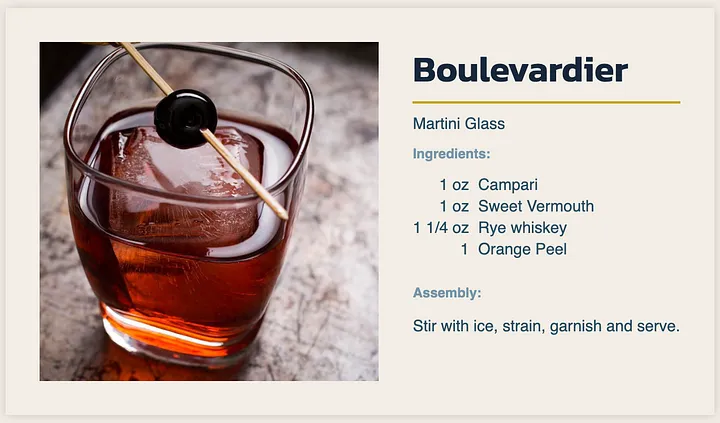 Boulevardier
Martini Glass
Ingredients:
1 oz Campari
1 oz Sweet Vermouth
1 1/4 oz Rye whiskey
1 Orange Peel
Assembly:
Stir with ice, strain, garnish and serve.